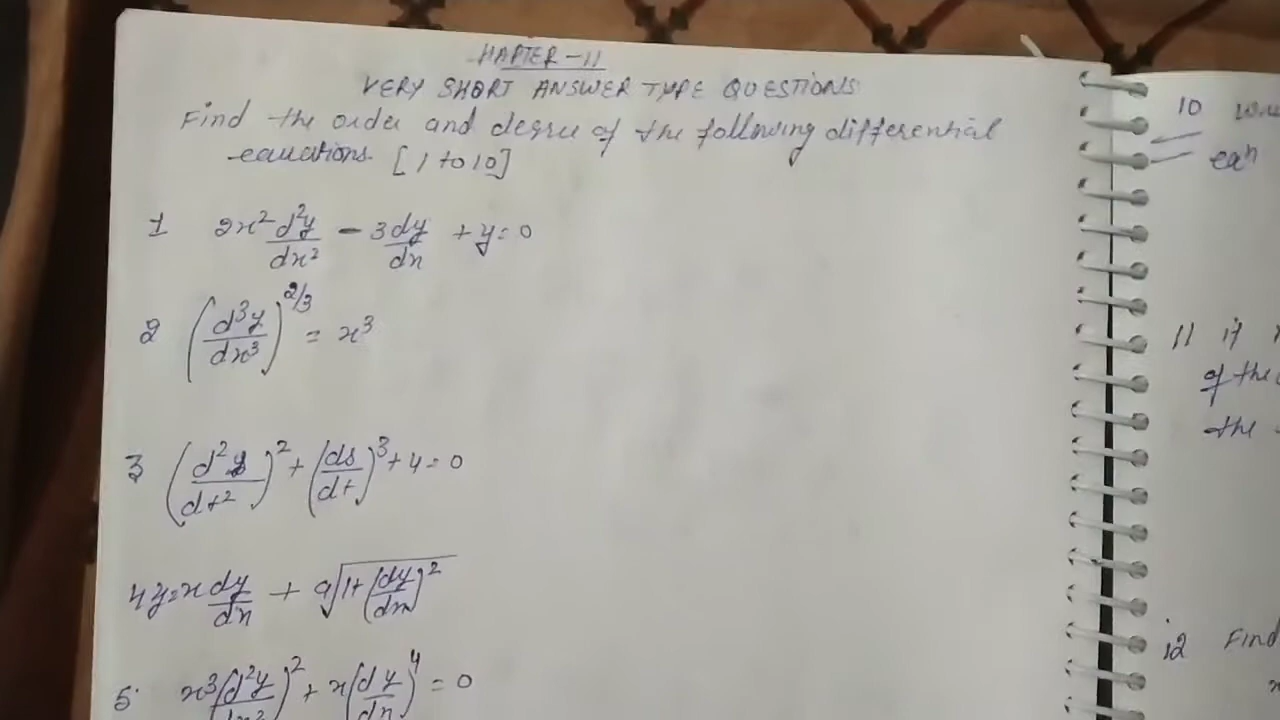 HAPTER-11
VERY SHORT ANSWER TYPE QUESTIONS
Find the order and degree of the following differential
equations. [1 to 10]
1 2x² d²y/dx² - 3 dy/dx + y = 0
2 (d³y/dx³)^2/3 = x³
3 (d²s/dt²)² + (ds/dt)³ + 4 = 0
4 y = x dy/dx + a√(1+(dy/dx)²)
5. x³(d²y/dx²)² + x(dy/dx)⁴ = 0
10
eqⁿ
11 if
of the
the
12 Find